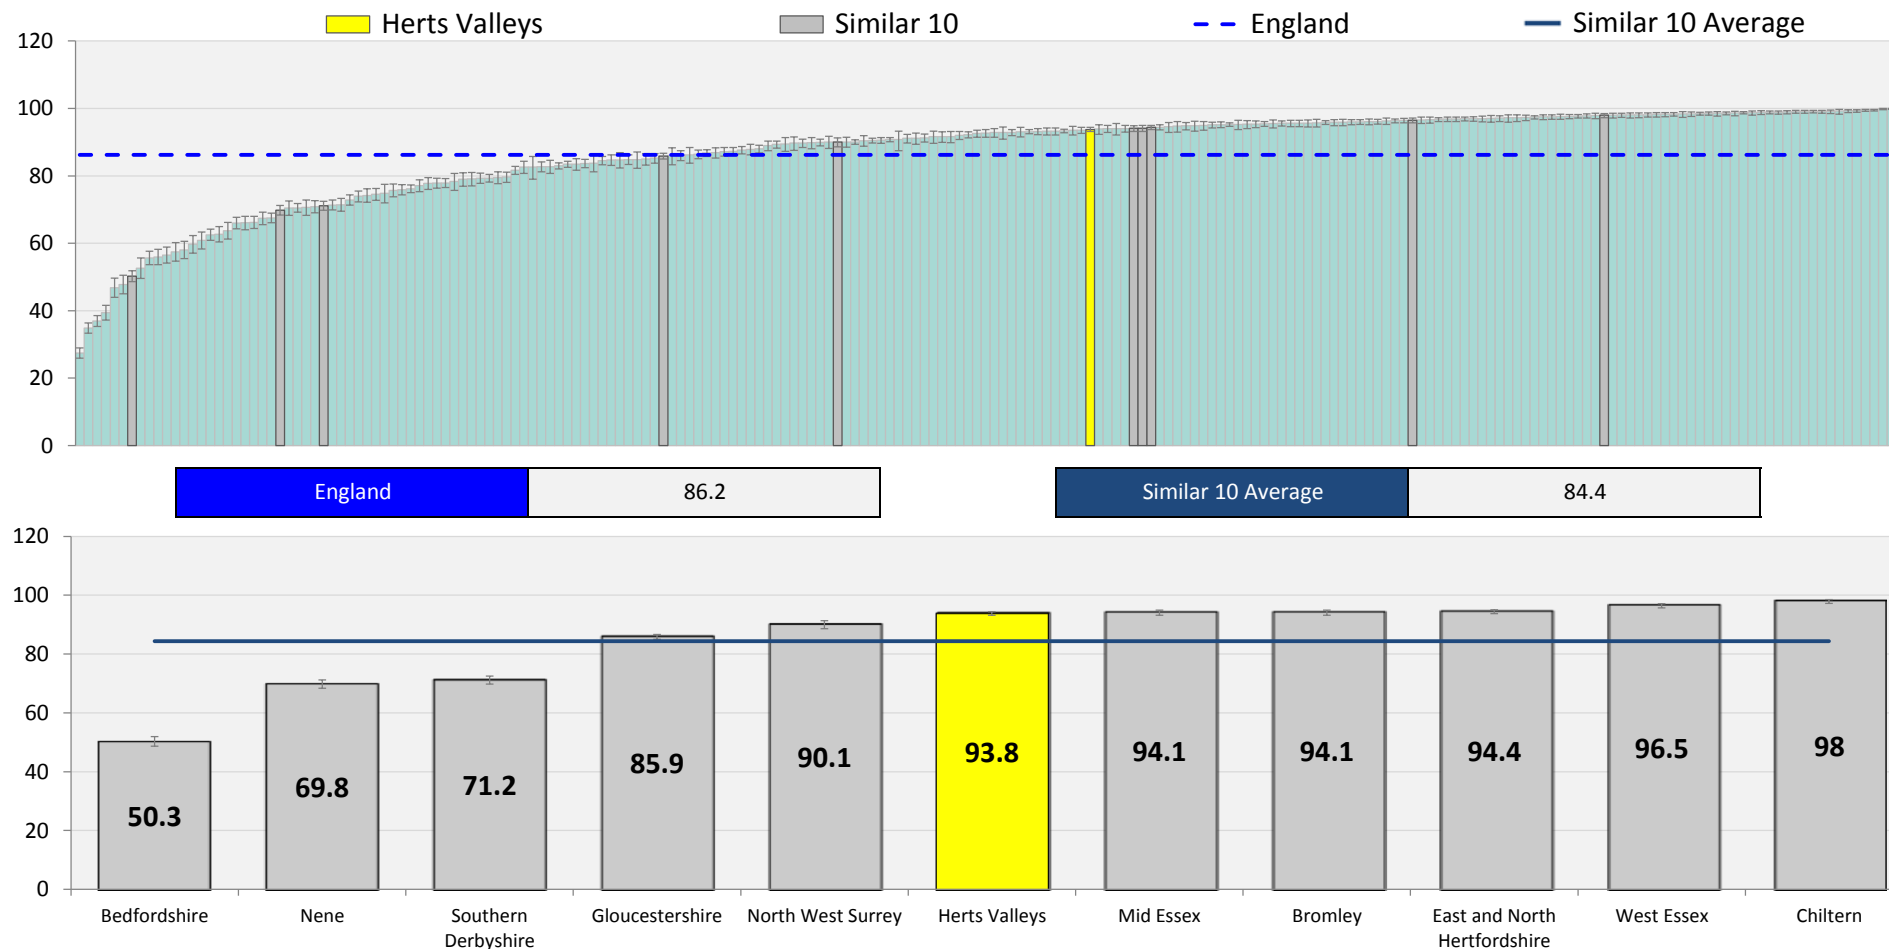 Herts Valleys
Similar 10
England
Similar 10 Average
120
100
80
60
40
20
0
England 86.2
Similar 10 Average 84.4
120
100
80
60
40
20
0
50.3
69.8
71.2
85.9
90.1
93.8
94.1
94.1
94.4
96.5
98
Bedfordshire
Nene
Southern
Derbyshire
Gloucestershire
North West Surrey
Herts Valleys
Mid Essex
Bromley
East and North
Hertfordshire
West Essex
Chiltern